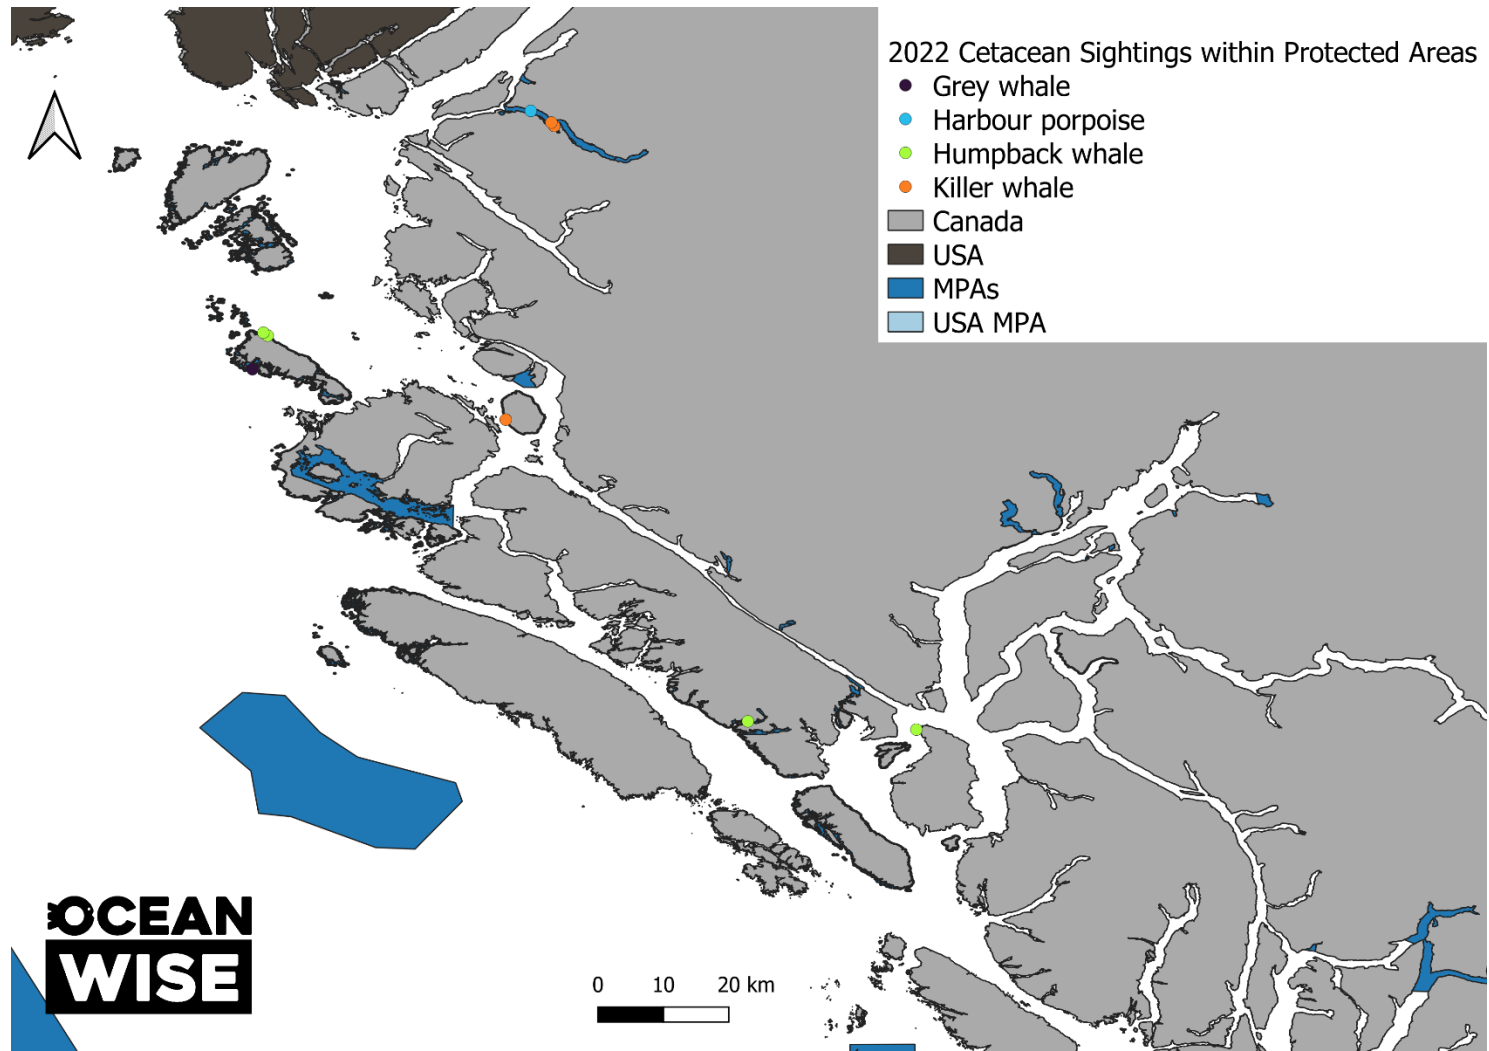 2022 Cetacean Sightings within Protected Areas
Grey whale
Harbour porpoise
Humpback whale
Killer whale
Canada
USA
MPAs
USA MPA
OCEAN
WISE
0 10 20 km